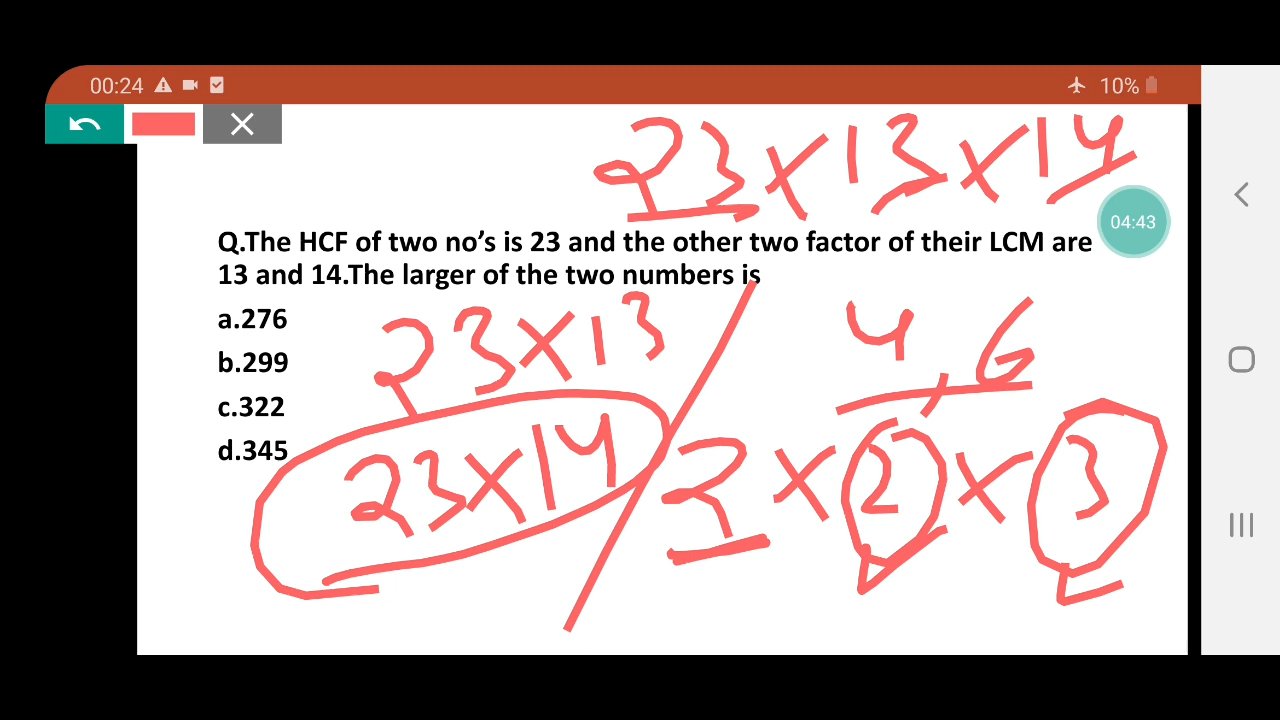 00:24 10%
23×13×14
04:43
Q.The HCF of two no’s is 23 and the other two factor of their LCM are
13 and 14.The larger of the two numbers is
a.276
b.299
c.322
d.345
23×13
23×14
4,6
2×2×3